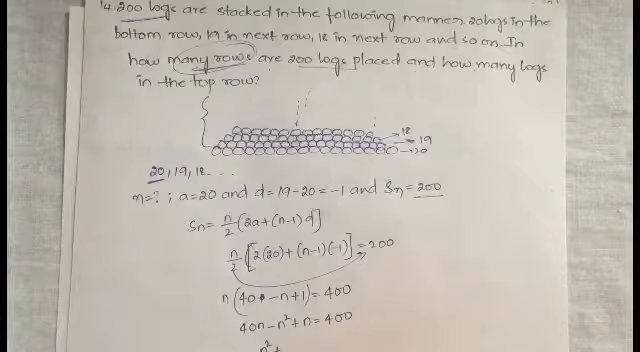 14. 200 logs are stacked in the following manner. 20 logs in the
bottom row, 19 in next row, 18 in next row and so on. In
how many rows are 200 logs placed and how many logs
in the top row?
18
19
20
20, 19, 18. . . .
n=? ; a=20 and d=19-20=-1 and Sn=200
Sn= n/2 [2a+(n-1)d]
n/2 [2(20)+(n-1)(-1)]=200
n(40-n+1)=400
40n-n²+n=400
n²+